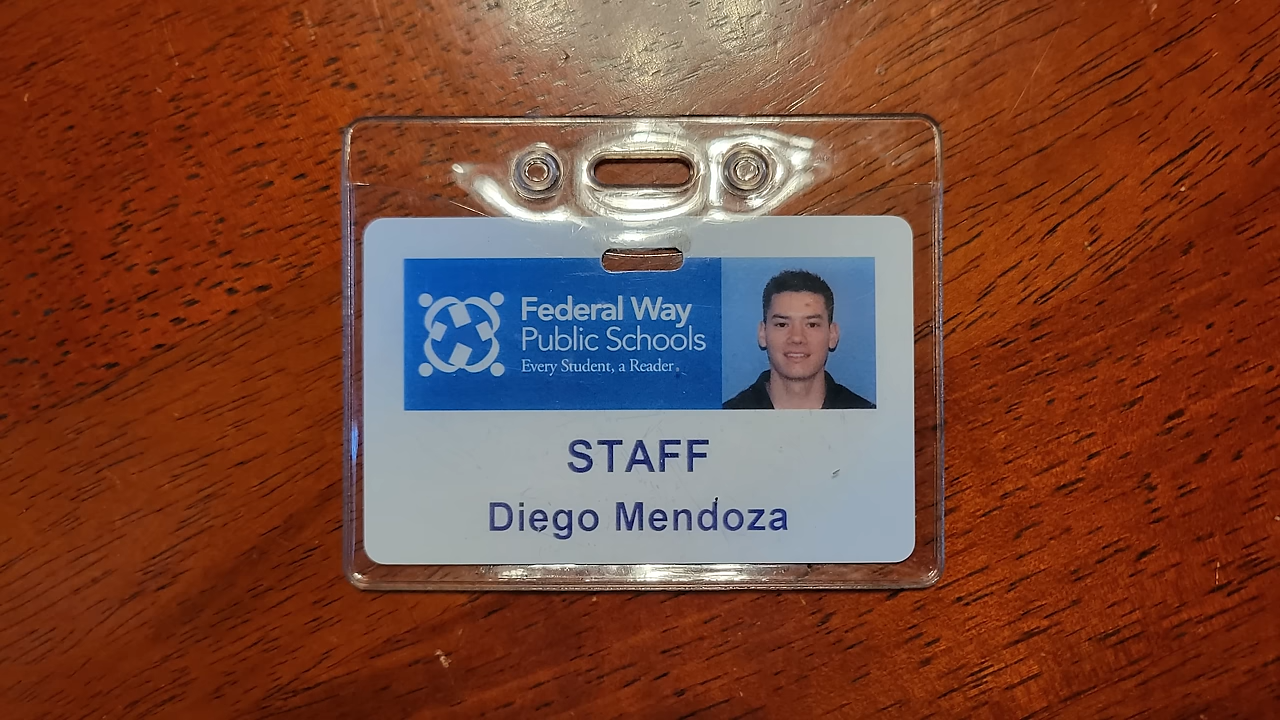 Federal Way
Public Schools
Every Student, a Reader.
STAFF
Diego Mendoza